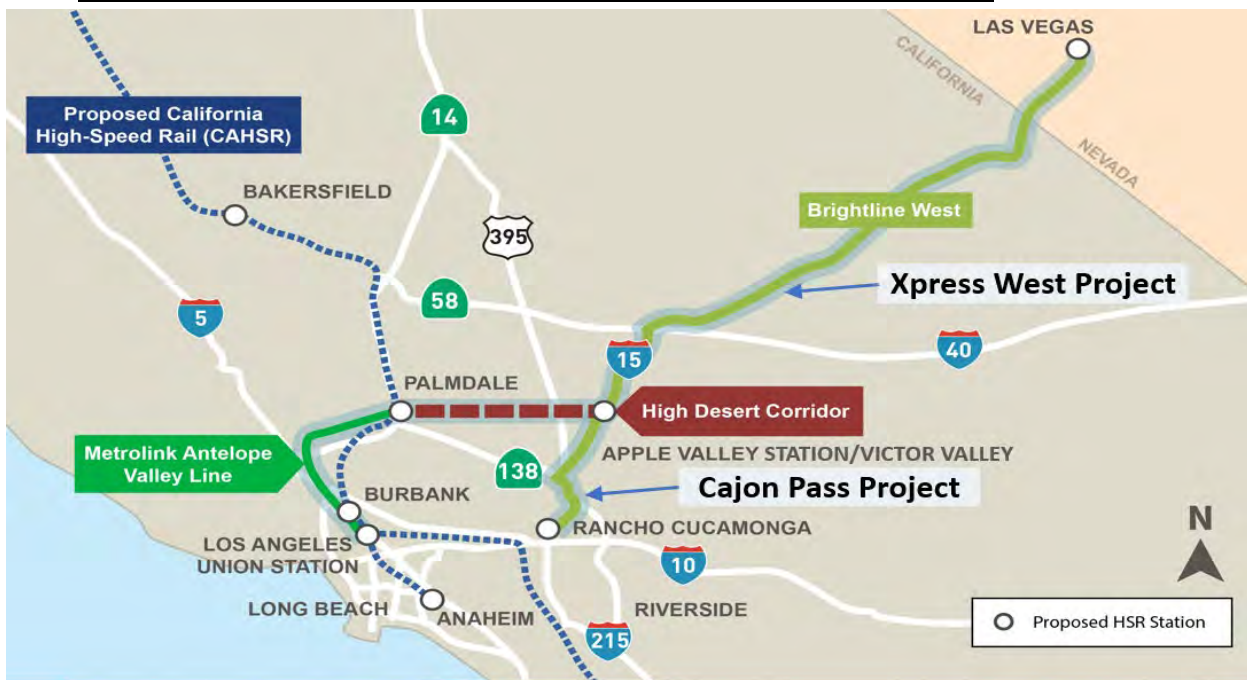 LAS VEGAS
CALIFORNIA
NEVADA
Proposed California
High-Speed Rail (CAHSR)
14
BAKERSFIELD
395
Brightline West
Xpress West Project
58
5
15
40
PALMDALE
High Desert Corridor
Metrolink Antelope
Valley Line
138
APPLE VALLEY STATION/VICTOR VALLEY
Cajon Pass Project
BURBANK
RANCHO CUCAMONGA
N
LOS ANGELES
UNION STATION
10
LONG BEACH
ANAHEIM
RIVERSIDE
215
Proposed HSR Station